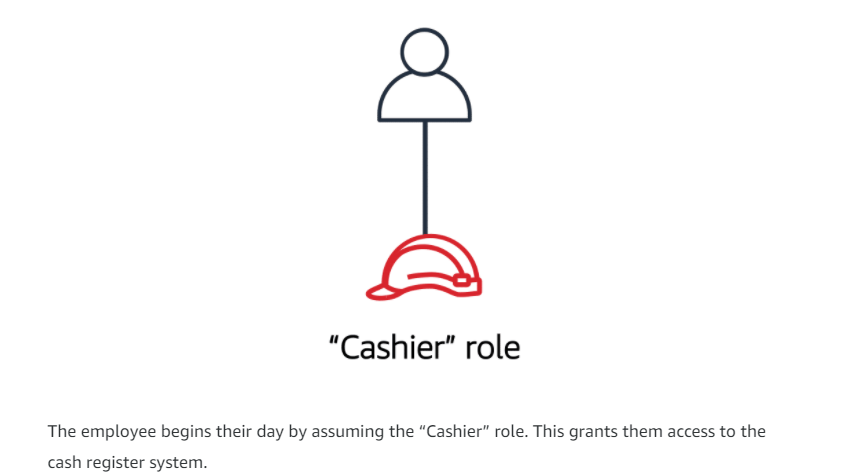 “Cashier” role
The employee begins their day by assuming the “Cashier” role. This grants them access to the
cash register system.